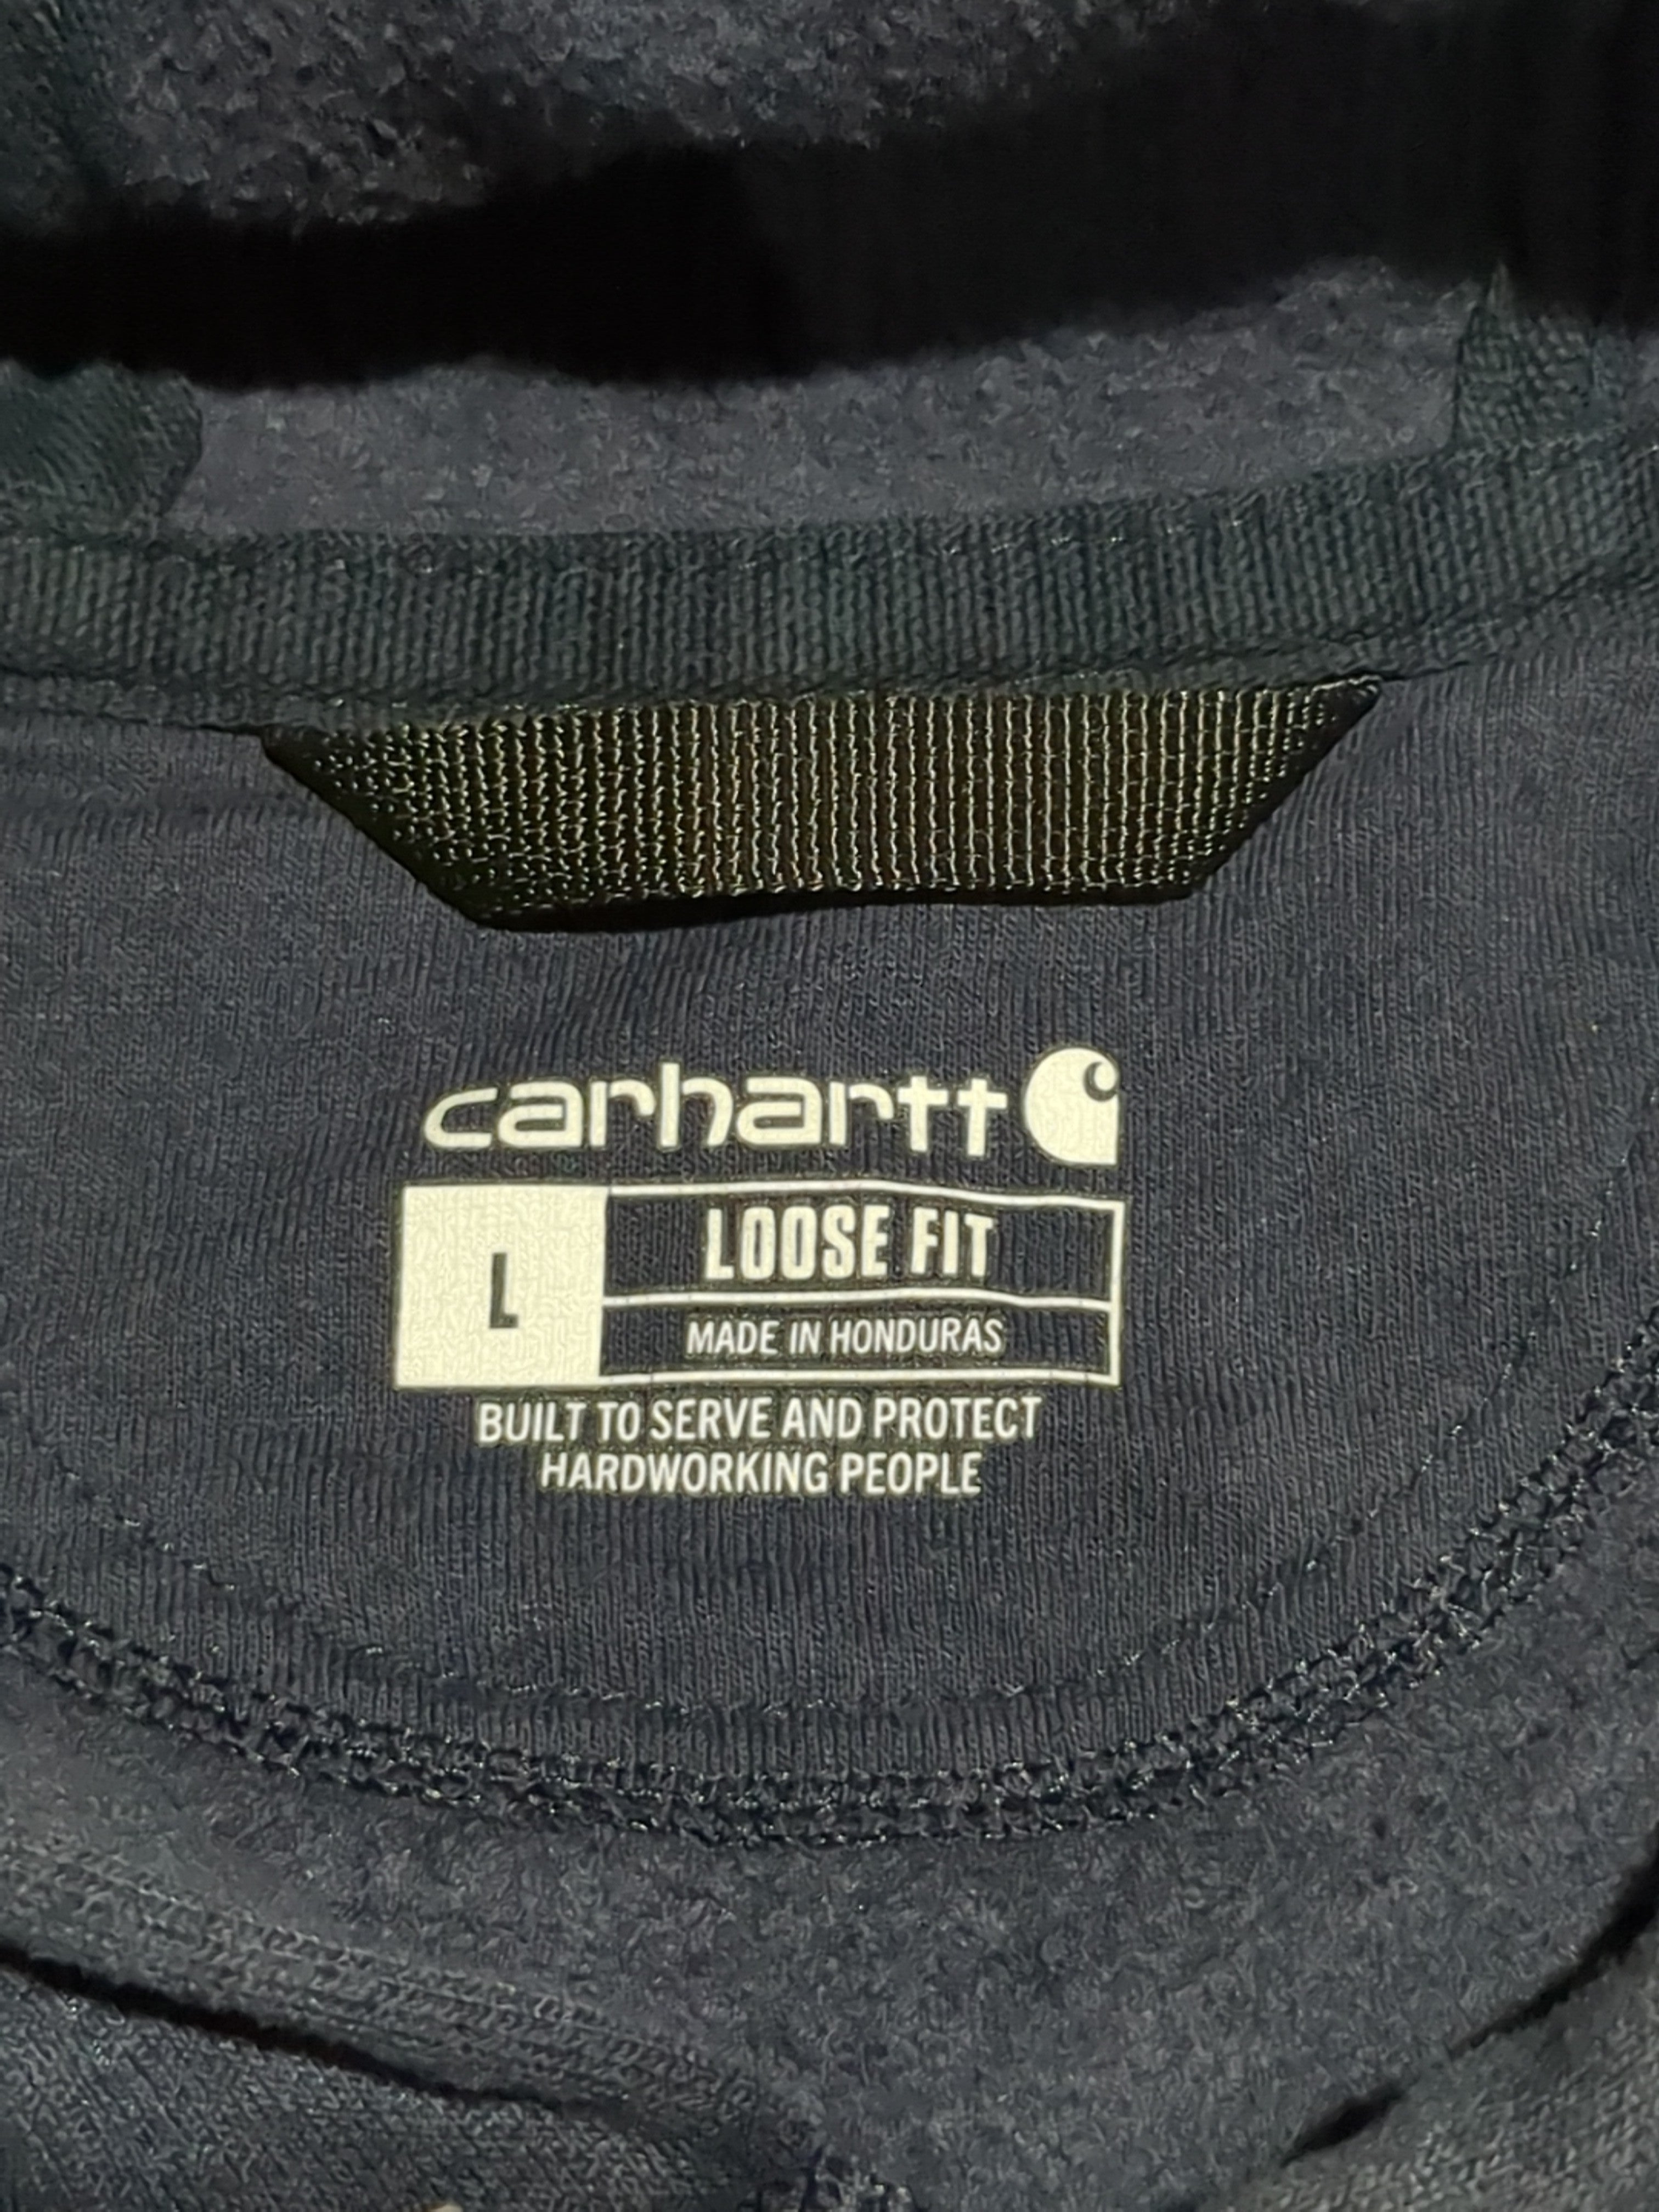 carhartt
L
LOOSE FIT
MADE IN HONDURAS
BUILT TO SERVE AND PROTECT
HARDWORKING PEOPLE